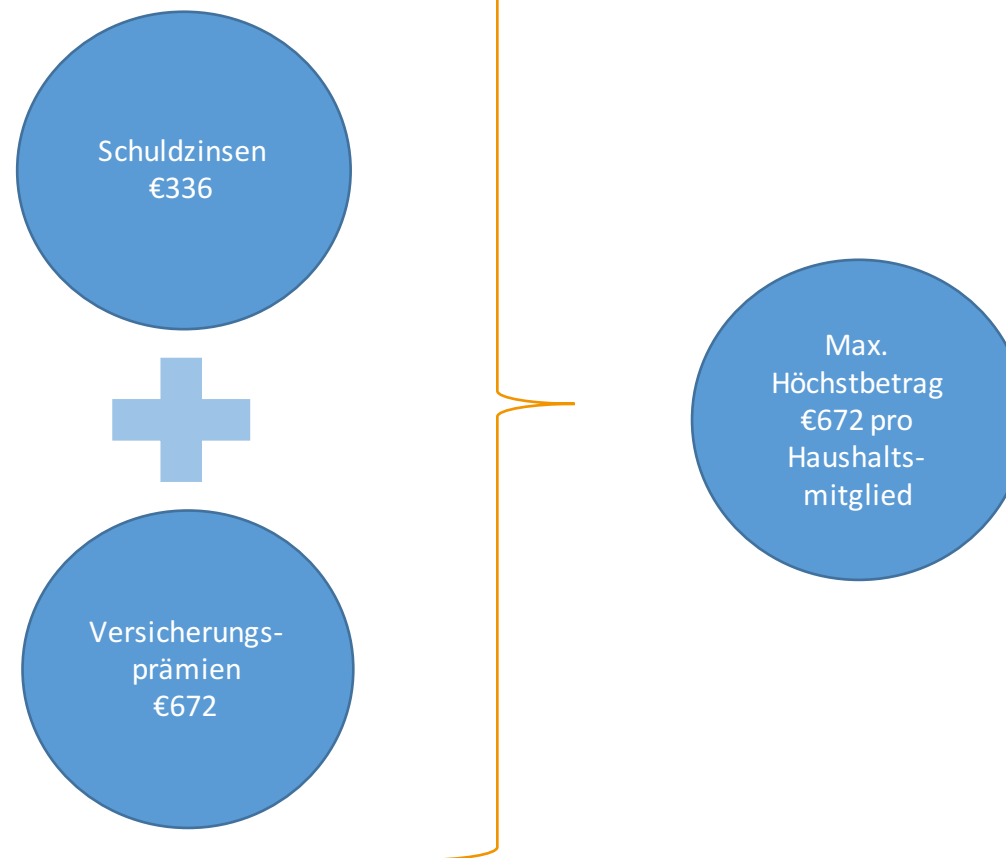 Schuldzinsen
€336
Versicherungs-
prämien
€672
Max.
Höchstbetrag
€672 pro
Haushalts-
mitglied